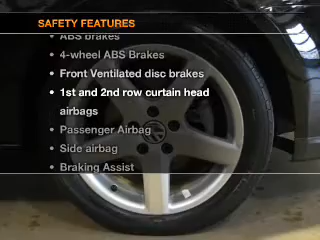 SAFETY FEATURES
• ABS brakes
• 4-wheel ABS Brakes
• Front Ventilated disc brakes
• 1st and 2nd row curtain head
airbags
• Passenger Airbag
• Side airbag
• Braking Assist